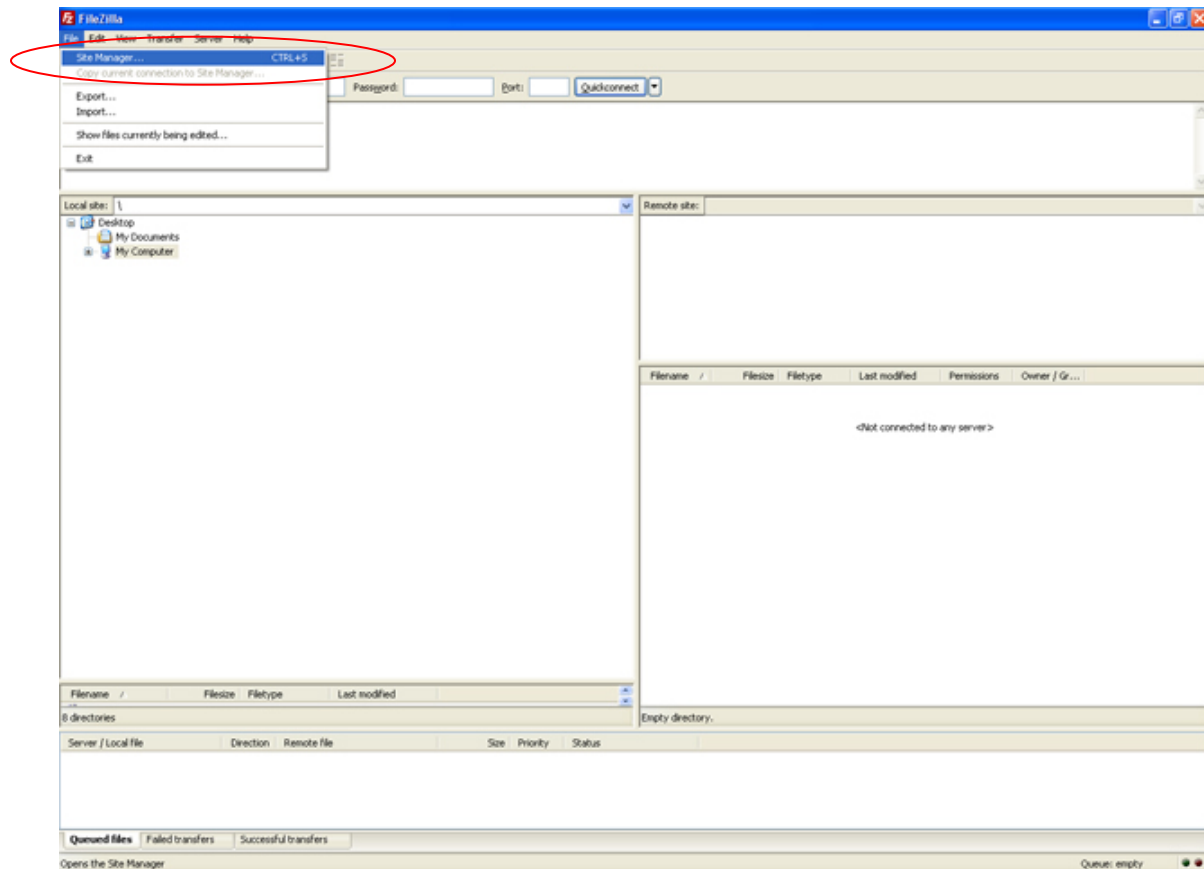 FileZilla
File Edit View Transfer Server Help
Site Manager... CTRL+S
Copy current connection to Site Manager...
Password: Port: Quickconnect
Export...
Import...
Show files currently being edited...
Exit
Local site: \ Remote site:
Desktop
My Documents
My Computer
Filename / Filesize Filetype Last modified Permissions Owner / Gr...
<Not connected to any server>
Filename / Filesize Filetype Last modified
8 directories Empty directory.
Server / Local file Direction Remote file Size Priority Status
Queued files Failed transfers Successful transfers
Opens the Site Manager Queue: empty